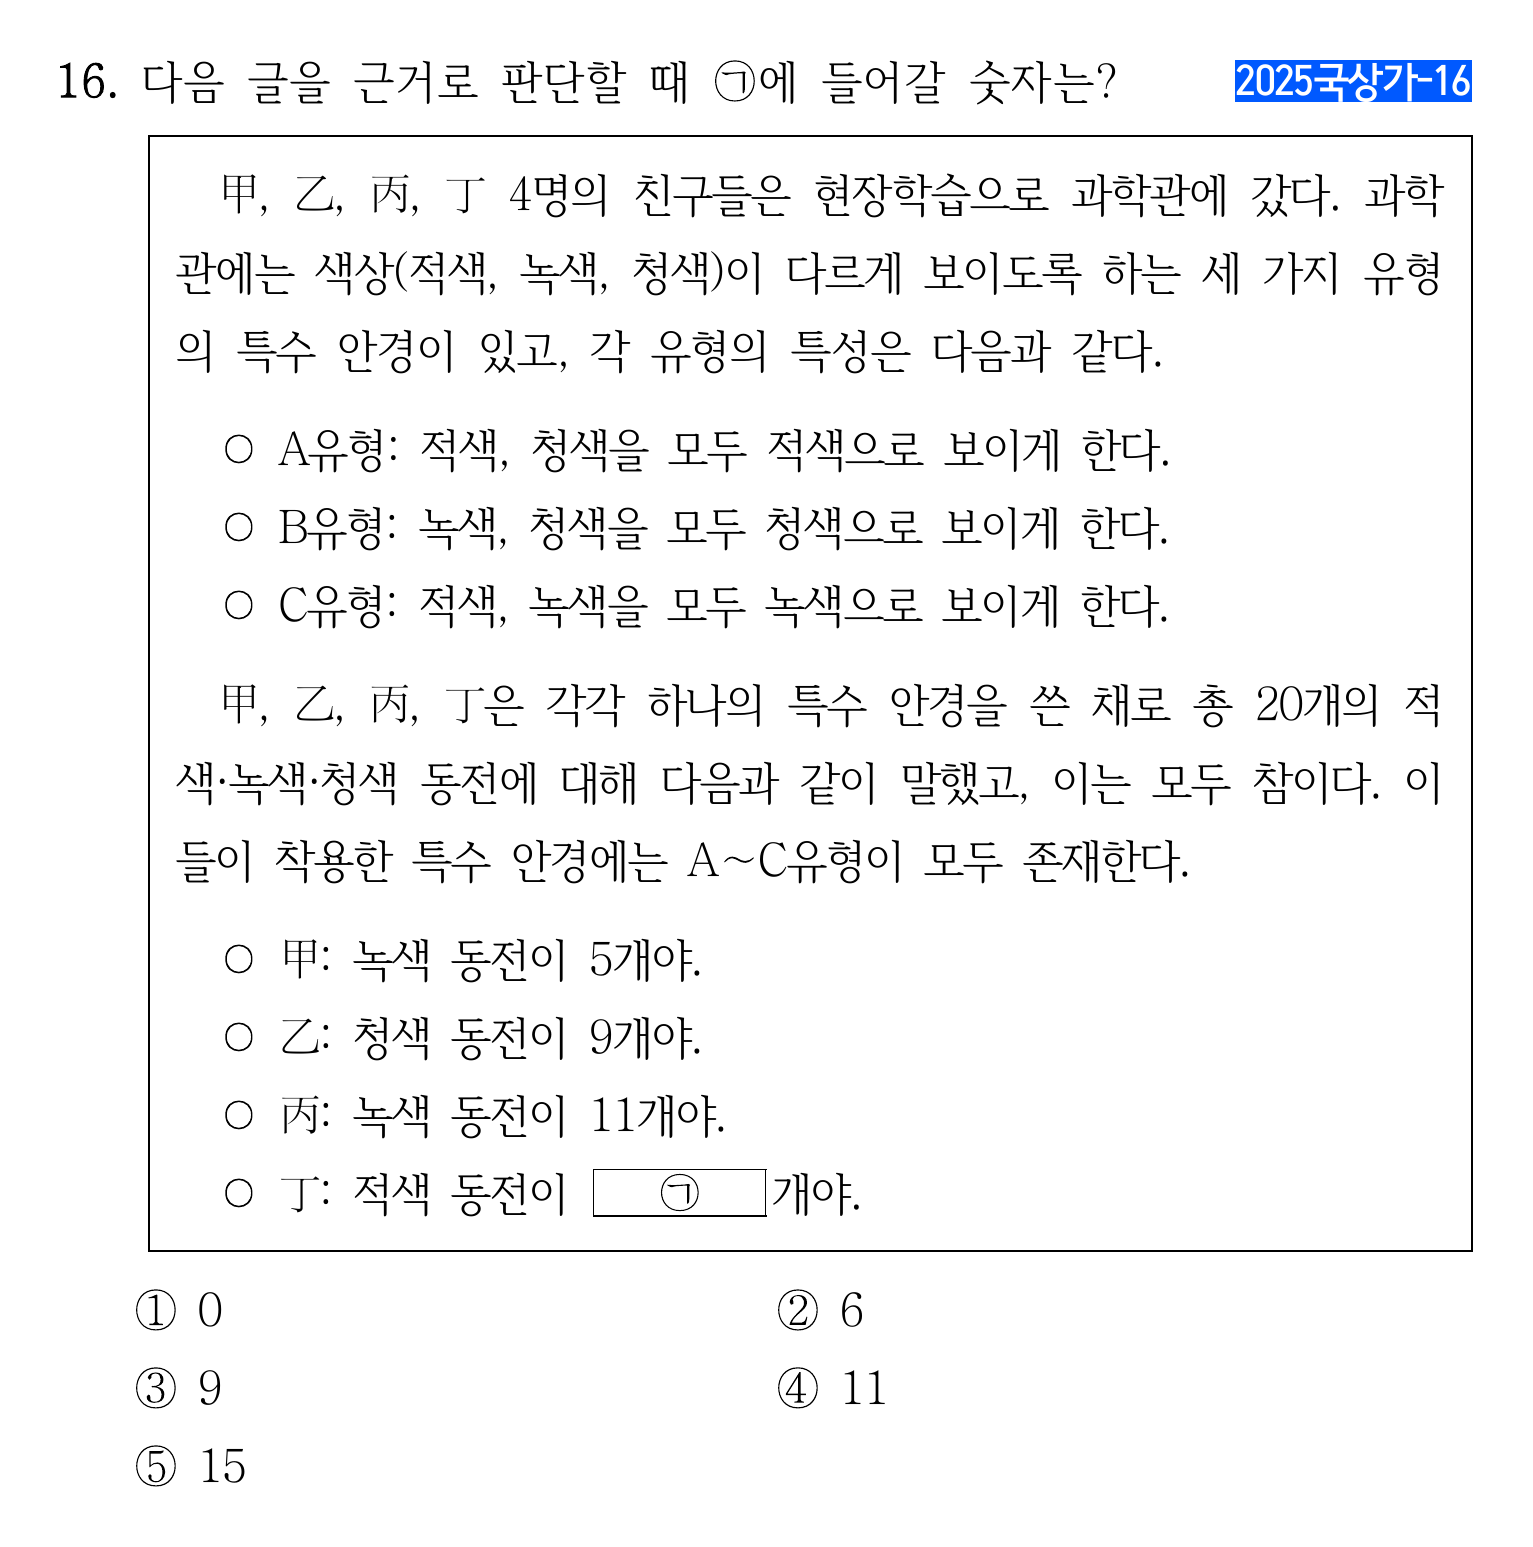 16. 다음 글을 근거로 판단할 때 ㉠에 들어갈 숫자는?
2025국상가-16
甲, 乙, 丙, 丁 4명의 친구들은 현장학습으로 과학관에 갔다. 과학
관에는 색상(적색, 녹색, 청색)이 다르게 보이도록 하는 세 가지 유형
의 특수 안경이 있고, 각 유형의 특성은 다음과 같다.
○ A유형: 적색, 청색을 모두 적색으로 보이게 한다.
○ B유형: 녹색, 청색을 모두 청색으로 보이게 한다.
○ C유형: 적색, 녹색을 모두 녹색으로 보이게 한다.
甲, 乙, 丙, 丁은 각각 하나의 특수 안경을 쓴 채로 총 20개의 적
색·녹색·청색 동전에 대해 다음과 같이 말했고, 이는 모두 참이다. 이
들이 착용한 특수 안경에는 A~C유형이 모두 존재한다.
○ 甲: 녹색 동전이 5개야.
○ 乙: 청색 동전이 9개야.
○ 丙: 녹색 동전이 11개야.
○ 丁: 적색 동전이 ㉠ 개야.
① 0
② 6
③ 9
④ 11
⑤ 15